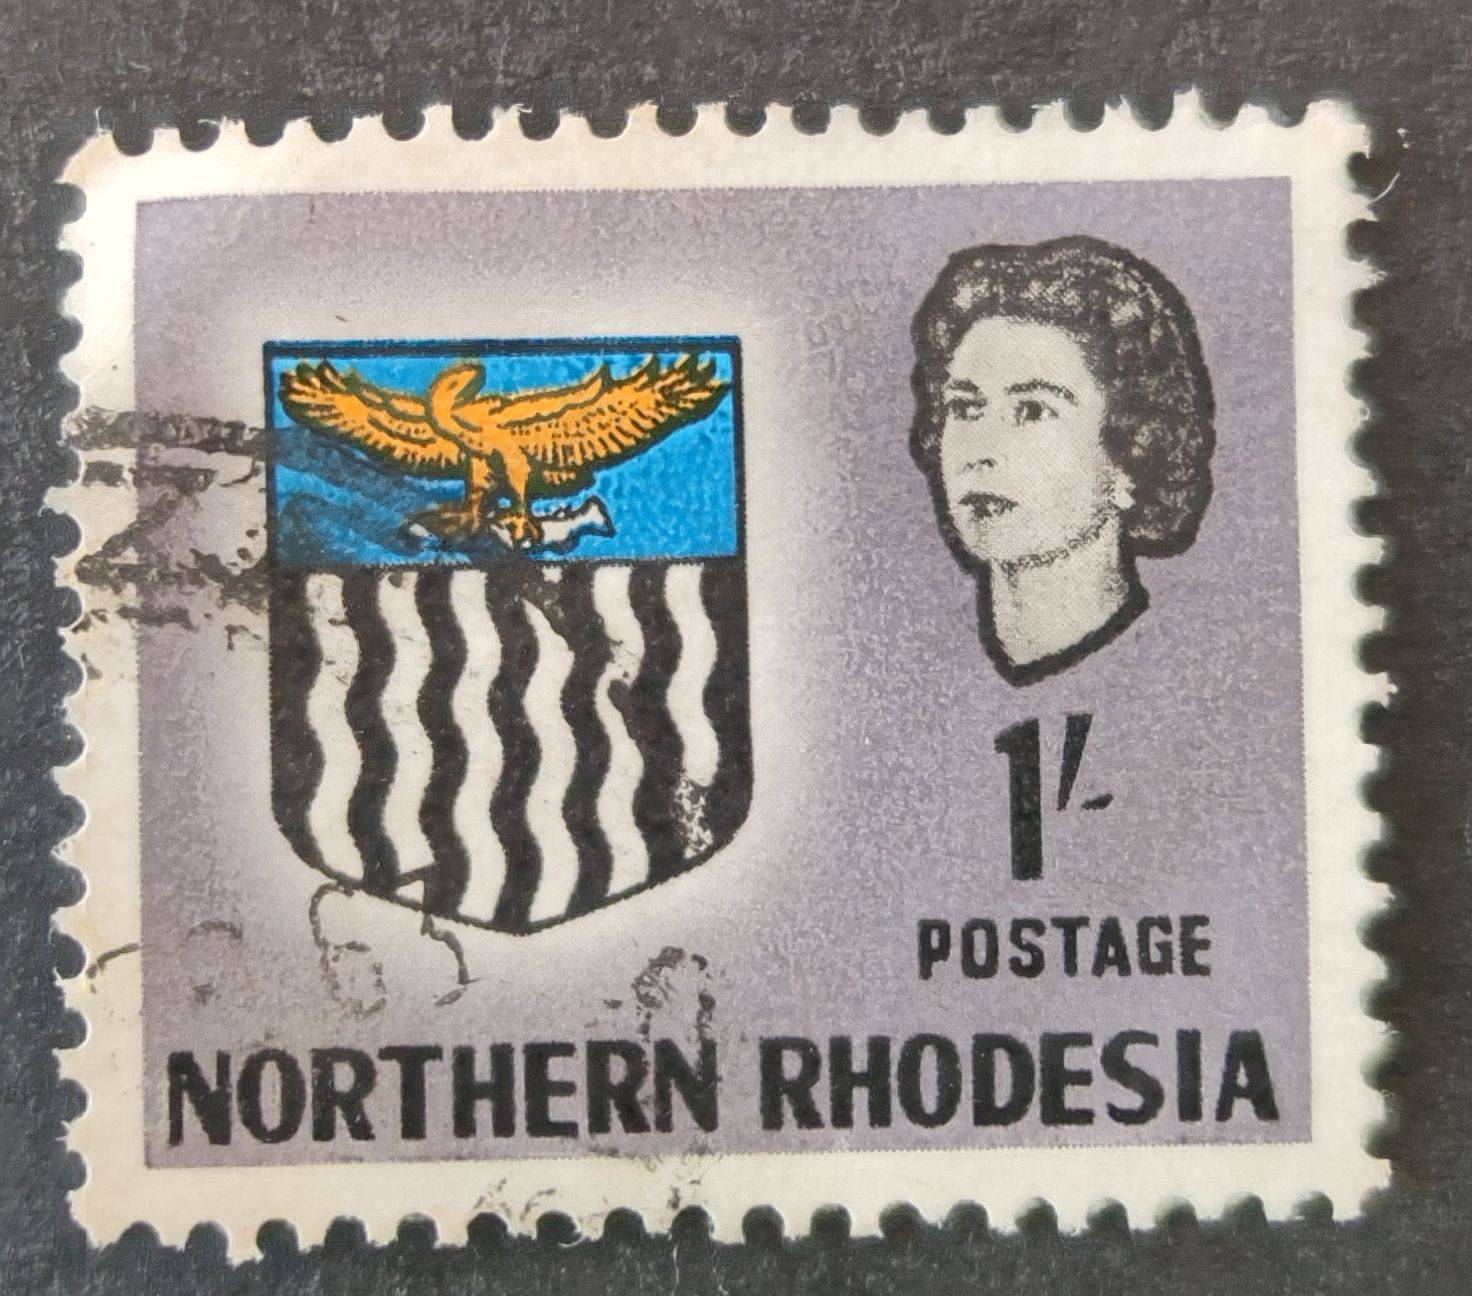 1/-
POSTAGE
NORTHERN RHODESIA